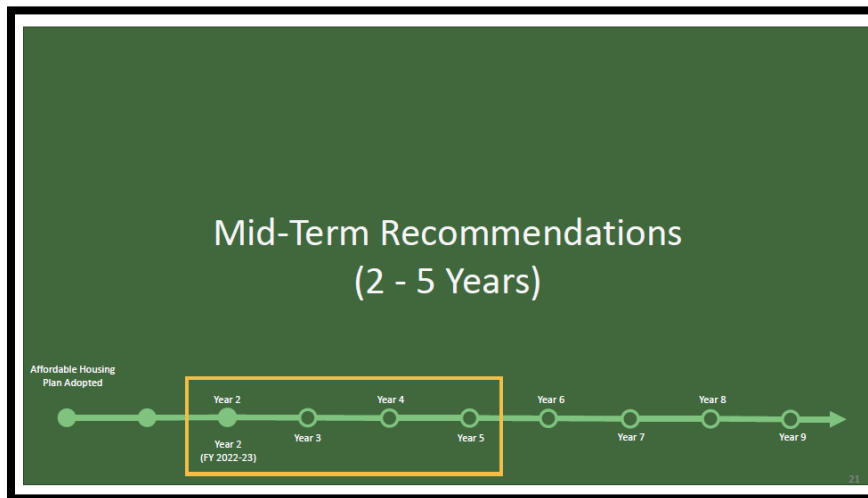 Mid-Term Recommendations
(2 - 5 Years)
Affordable Housing
Plan Adopted
Year 2
Year 2
(FY 2022-23)
Year 3
Year 4
Year 5
Year 6
Year 7
Year 8
Year 9
21